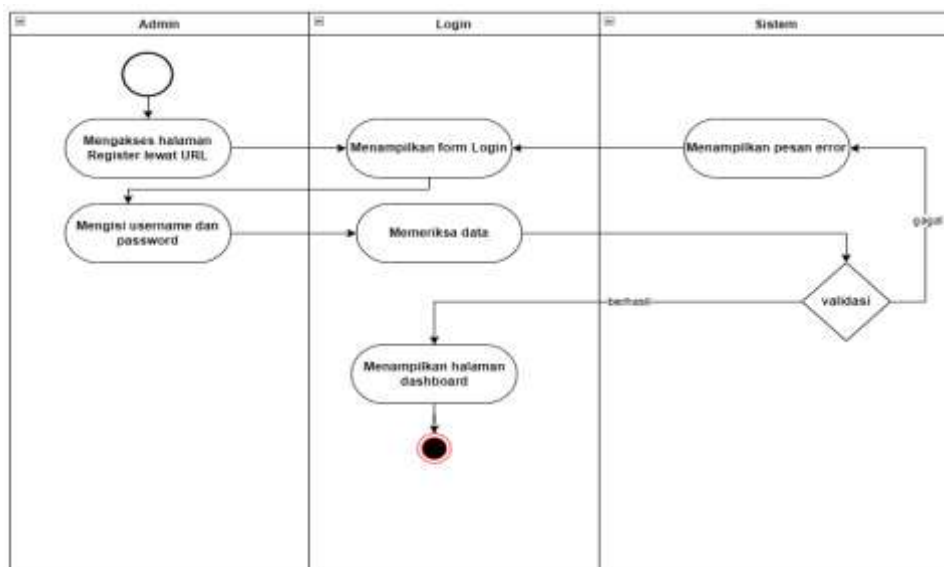 Admin
Login
Sistem
Mengakses halaman
Register lewat URL
Menampilkan form Login
Menampilkan pesan error
Mengisi username dan
password
Memeriksa data
gagal
validasi
berhasil
Menampilkan halaman
dashboard